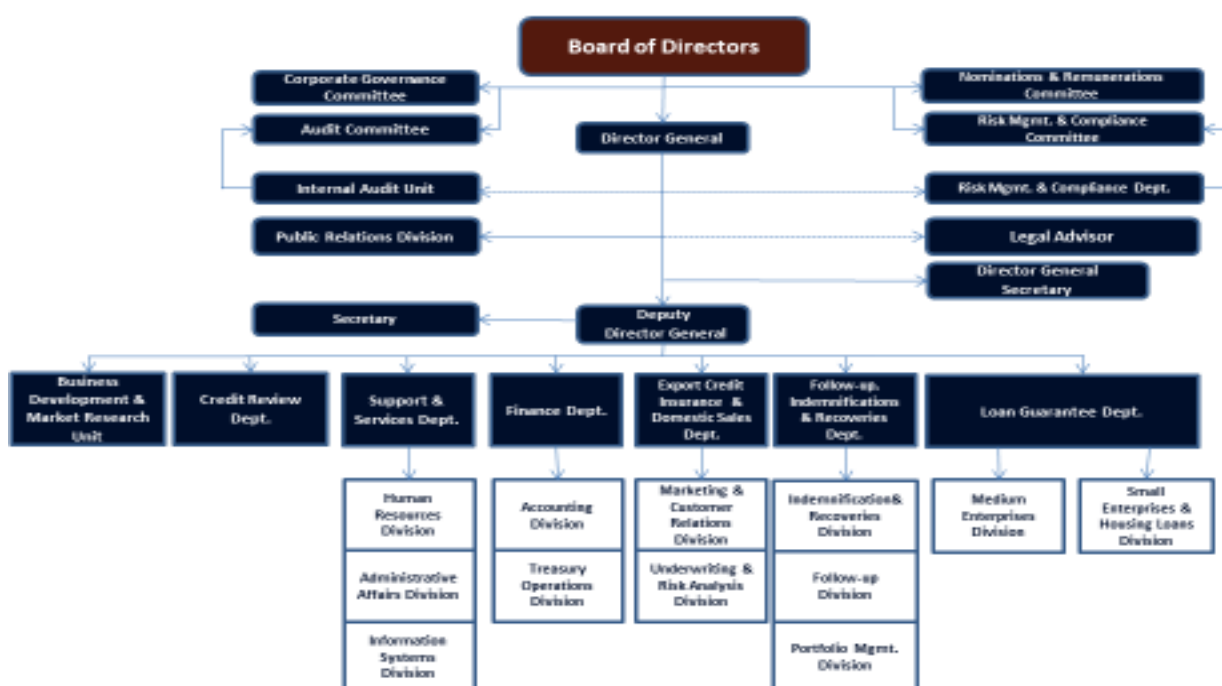 Board of Directors
Corporate Governance
Committee
Nominations & Remunerations
Committee
Audit Committee
Director General
Risk Mgmt. & Compliance
Committee
Internal Audit Unit
Risk Mgmt. & Compliance Dept.
Public Relations Division
Legal Advisor
Director General
Secretary
Secretary
Deputy
Director General
Business
Development &
Market Research
Unit
Credit Review
Dept.
Support &
Services Dept.
Finance Dept.
Export Credit
Insurance &
Domestic Sales
Dept.
Follow-up,
Indemnifications
& Recoveries
Dept.
Loan Guarantee Dept.
Human
Resources
Division
Administrative
Affairs Division
Information
Systems
Division
Accounting
Division
Treasury
Operations
Division
Marketing &
Customer
Relations
Division
Underwriting &
Risk Analysis
Division
Indemnification&
Recoveries
Division
Follow-up
Division
Portfolio Mgmt.
Division
Medium
Enterprises
Division
Small
Enterprises &
Housing Loans
Division